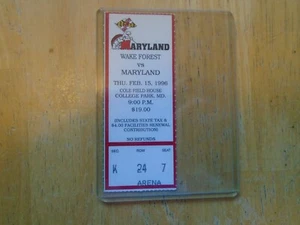 MARYLAND
WAKE FOREST
VS
MARYLAND
THU. FEB. 15, 1996
COLE FIELD HOUSE
COLLEGE PARK, MD.
9:00 P.M.
$19.00
(INCLUDES STATE TAX &
$4.00 FACILITIES RENEWAL
CONTRIBUTION)
NO REFUNDS
SEC ROW SEAT
K 24 7
ARENA